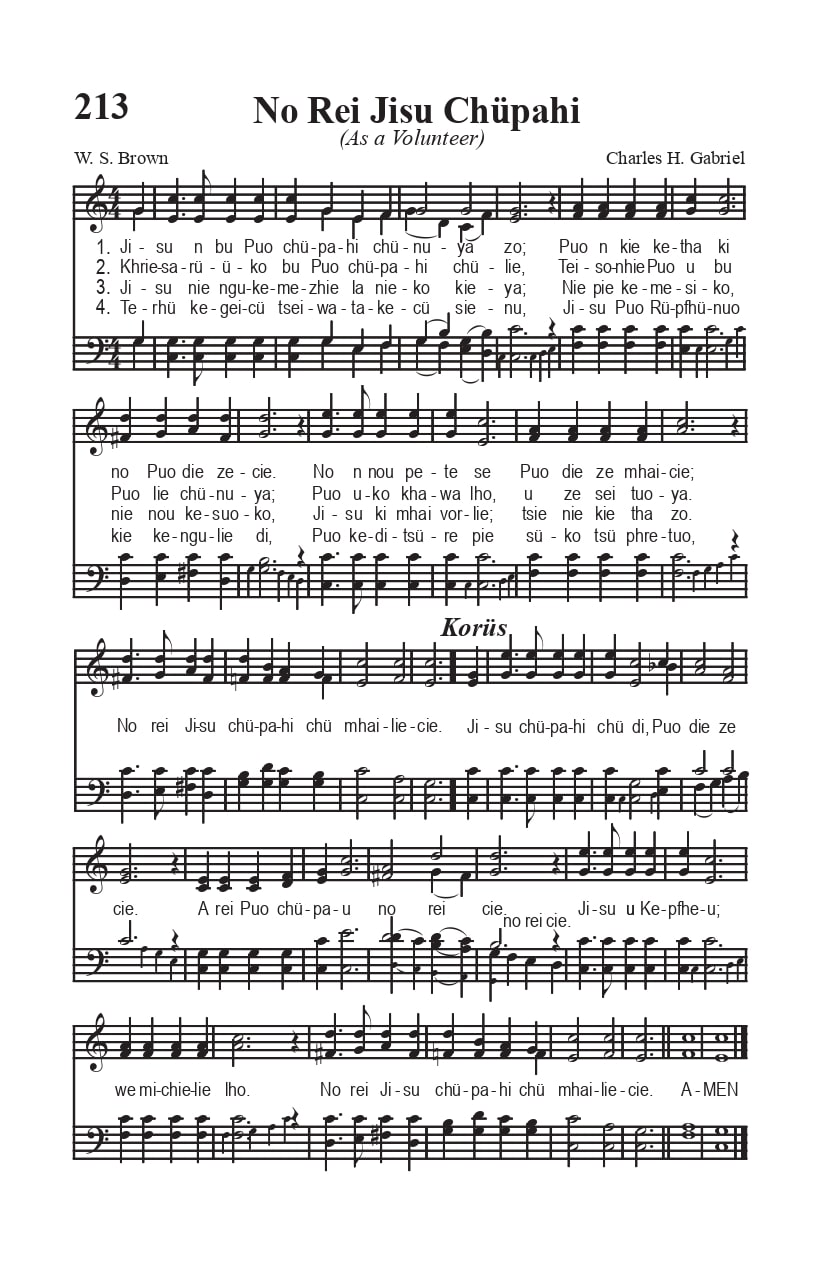 213
No Rei Jisu Chüpahi
(As a Volunteer)
W. S. Brown Charles H. Gabriel
1. Ji - su n bu Puo chü-pa-hi chü-nu-ya zo; Puo n kie ke-tha ki
2. Khrie-sa-rü-ü-ko bu Puo chü-pa-hi chü-lie, Tei-so-nhie Puo u bu
3. Ji - su nie ngu-ke-me-zhie la nie-ko kie-ya; Nie pie ke-me-si-ko,
4. Te-rhü ke-gei-cü tsei-wa-ta-ke-cü sie-nu, Ji-su Puo Rüpfhünuo
no Puo die ze-cie. No n nou pe-te se Puo die ze mhacie;
Puo lie chü-nu-ya; Puo u-ko kha-wa lho, u ze sei tuo-ya.
nie nou ke-suo-ko, Ji-su ki mhai vor-lie; tsie nie kie tha zo.
kie ke-ngu-lie di, Puo ke-di-tsü-re pie sü-ko tsü phre-tuo,
Korüs
No rei Ji-su chü-pa-hi chü mhai-lie-cie. Ji-su chü-pa-hi chü di, Puo die ze
cie. A rei Puo chü-pa-u no rei cie. no rei cie. Ji-su u Ke-pfhe-u;
we mi-chie-lie lho. No rei Ji-su chü-pa-hi chü mhai-lie-cie. A-MEN